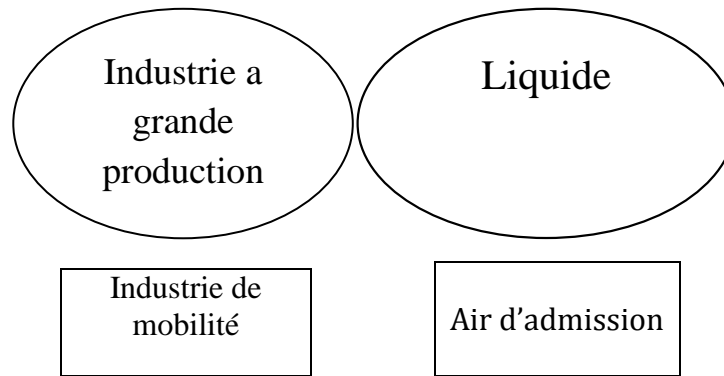 Industrie a
grande
production
Liquide
Industrie de
mobilité
Air d’admission